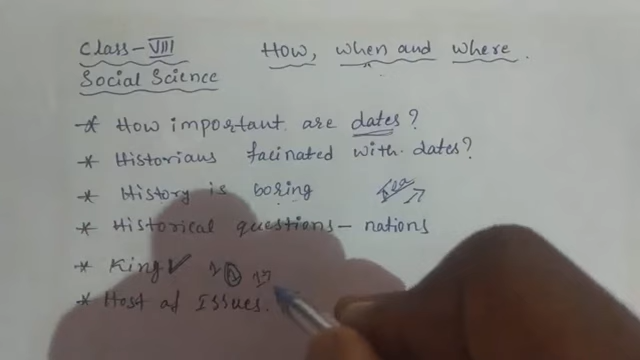 Class-VIII How, when and where.
Social Science
* How important are dates?
* Historians facinated with dates?
* History is boring Tea
* Historical questions - nations
* King ✓
* Host of Issues.